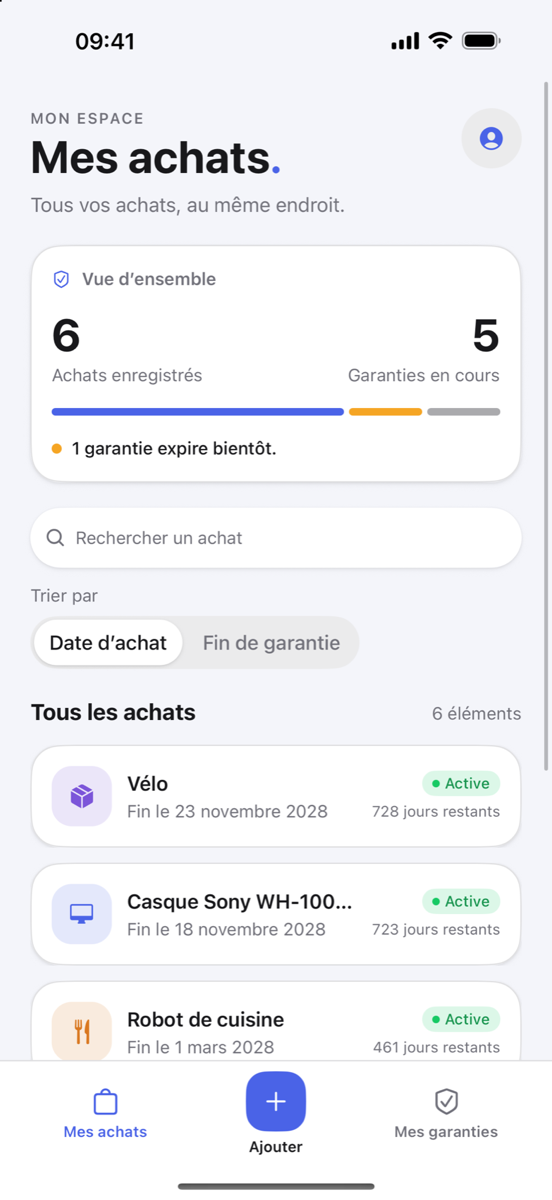 09:41
MON ESPACE
Mes achats.
Tous vos achats, au même endroit.
Vue d’ensemble
6 5
Achats enregistrés Garanties en cours
1 garantie expire bientôt.
Rechercher un achat
Trier par
Date d’achat Fin de garantie
Tous les achats 6 éléments
Vélo Active
Fin le 23 novembre 2028 728 jours restants
Casque Sony WH-100... Active
Fin le 18 novembre 2028 723 jours restants
Robot de cuisine Active
Fin le 1 mars 2028 461 jours restants
Mes achats Ajouter Mes garanties